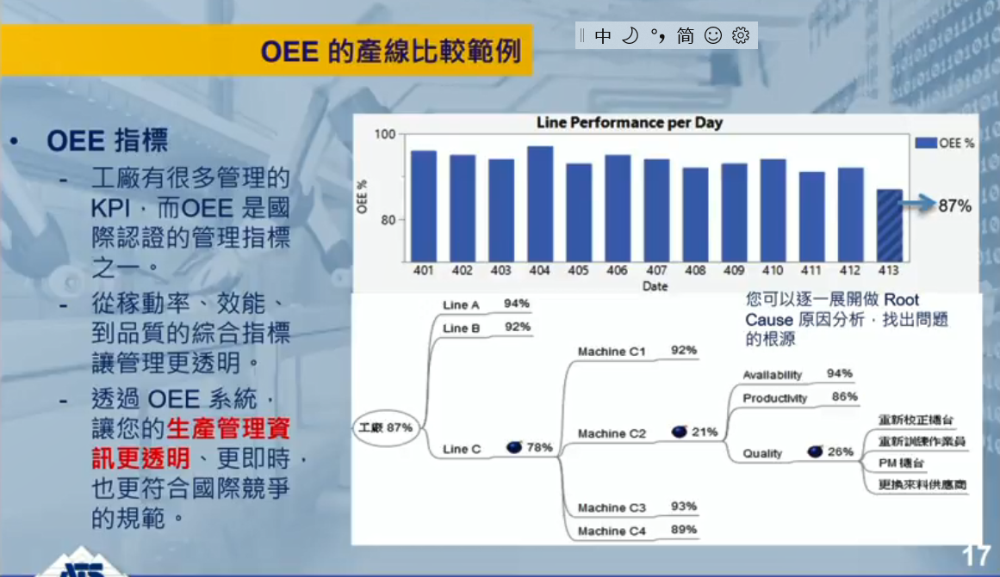 中 简
OEE 的產線比較範例
• OEE 指標
- 工廠有很多管理的
KPI，而OEE 是國
際認證的管理指標
之一。
- 從稼動率、效能、
到品質的綜合指標
讓管理更透明。
- 透過 OEE 系統，
讓您的生產管理資
訊更透明、更即時，
也更符合國際競爭
的規範。
Line Performance per Day
OEE %
100
80
OEE %
87%
401 402 403 404 405 406 407 408 409 410 411 412 413
Date
您可以逐一展開做 Root
Cause 原因分析，找出問題
的根源
工廠 87%
Line A 94%
Line B 92%
Line C 78%
Machine C1 92%
Machine C2 21%
Machine C3 93%
Machine C4 89%
Availability 94%
Productivity 86%
Quality 26%
重新校正機台
重新訓練作業員
PM 機台
更換來料供應商
17